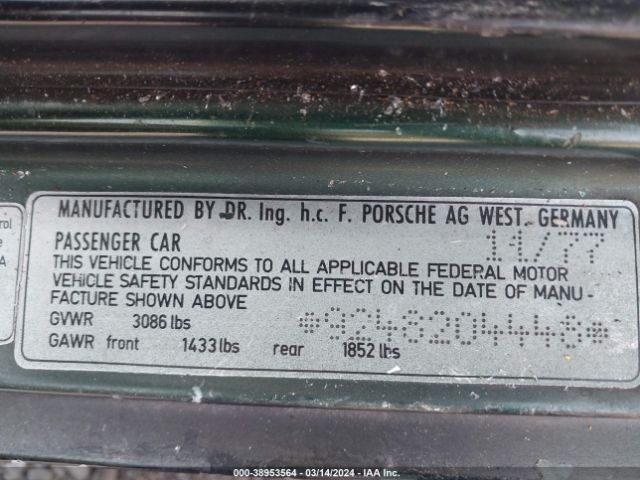 MANUFACTURED BY DR. Ing. h.c. F. PORSCHE AG WEST. GERMANY
PASSENGER CAR 11/77
THIS VEHICLE CONFORMS TO ALL APPLICABLE FEDERAL MOTOR
VEHICLE SAFETY STANDARDS IN EFFECT ON THE DATE OF MANU-
FACTURE SHOWN ABOVE
GVWR 3086 lbs *9248204448*
GAWR front 1433 lbs rear 1852 lbs
rol
e
A
000-38953564 - 03/14/2024 - IAA Inc.